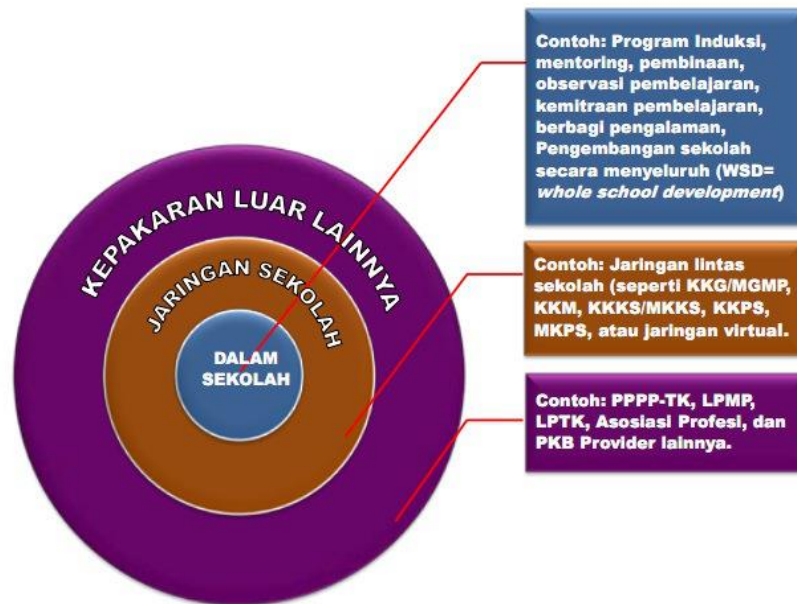 KEPAKARAN LUAR LAINNYA
JARINGAN SEKOLAH
DALAM
SEKOLAH
Contoh: Program Induksi,
mentoring, pembinaan,
observasi pembelajaran,
kemitraan pembelajaran,
berbagi pengalaman,
Pengembangan sekolah
secara menyeluruh (WSD=
whole school development)
Contoh: Jaringan lintas
sekolah (seperti KKG/MGMP,
KKM, KKKS/MKKS, KKPS,
MKPS, atau jaringan virtual.
Contoh: PPPP-TK, LPMP,
LPTK, Asosiasi Profesi, dan
PKB Provider lainnya.